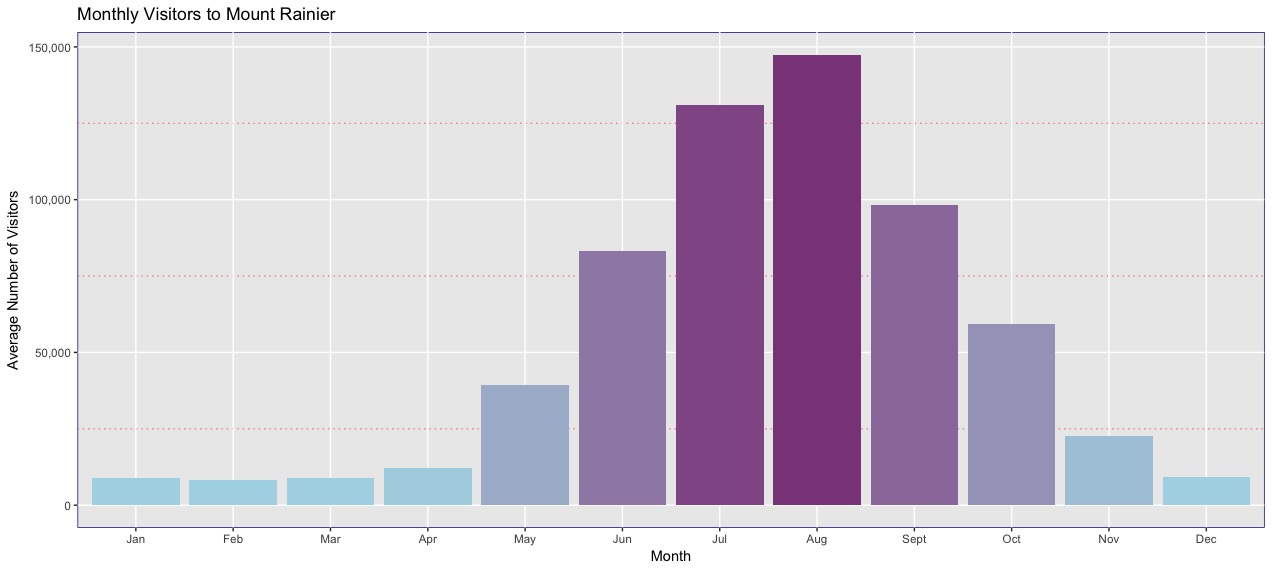 Monthly Visitors to Mount Rainier
Average Number of Visitors
150,000
100,000
50,000
0
Jan Feb Mar Apr May Jun Jul Aug Sept Oct Nov Dec
Month